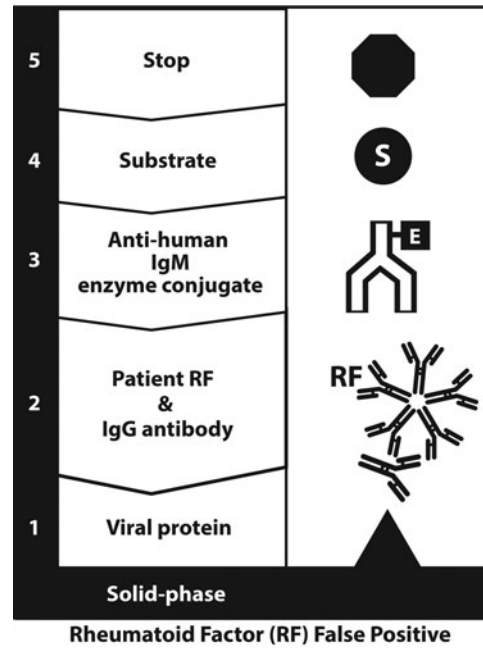 5
Stop
4
Substrate
S
3
Anti-human
IgM
enzyme conjugate
E
2
Patient RF
&
IgG antibody
RF
1
Viral protein
Solid-phase
Rheumatoid Factor (RF) False Positive